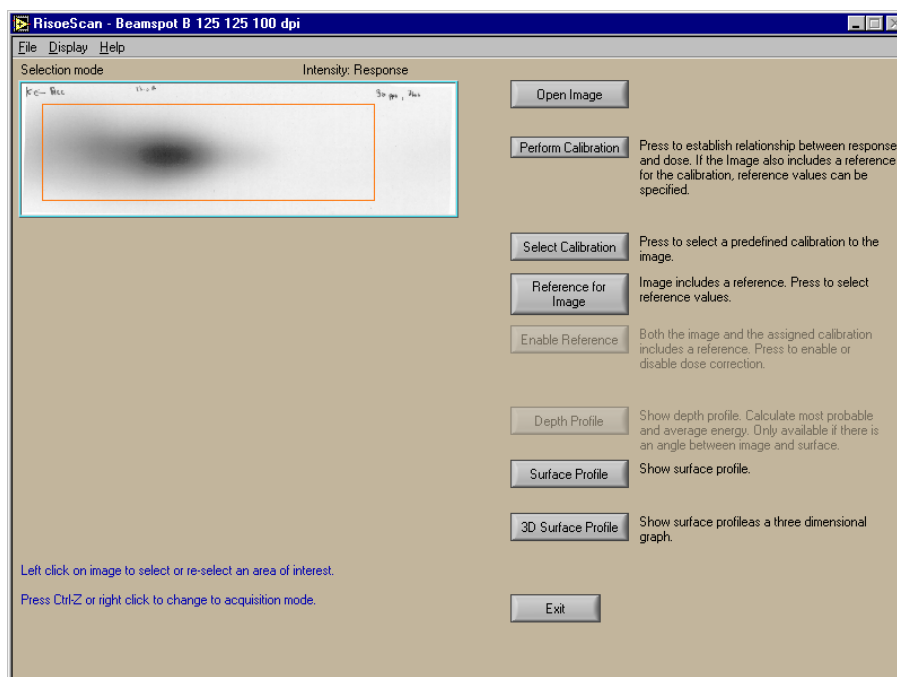 RisoeScan - Beamspot B 125 125 100 dpi
File Display Help
Selection mode
Intensity: Response
Open Image
Perform Calibration
Press to establish relationship between response
and dose. If the Image also includes a reference
for the calibration, reference values can be
specified.
Select Calibration
Press to select a predefined calibration to the
image.
Reference for
Image
Image includes a reference. Press to select
reference values.
Enable Reference
Both the image and the assigned calibration
includes a reference. Press to enable or
disable dose correction.
Depth Profile
Show depth profile. Calculate most probable
and average energy. Only available if there is
an angle between image and surface.
Surface Profile
Show surface profile.
3D Surface Profile
Show surface profileas a three dimensional
graph.
Left click on image to select or re-select an area of interest.
Press Ctrl-Z or right click to change to acquisition mode.
Exit